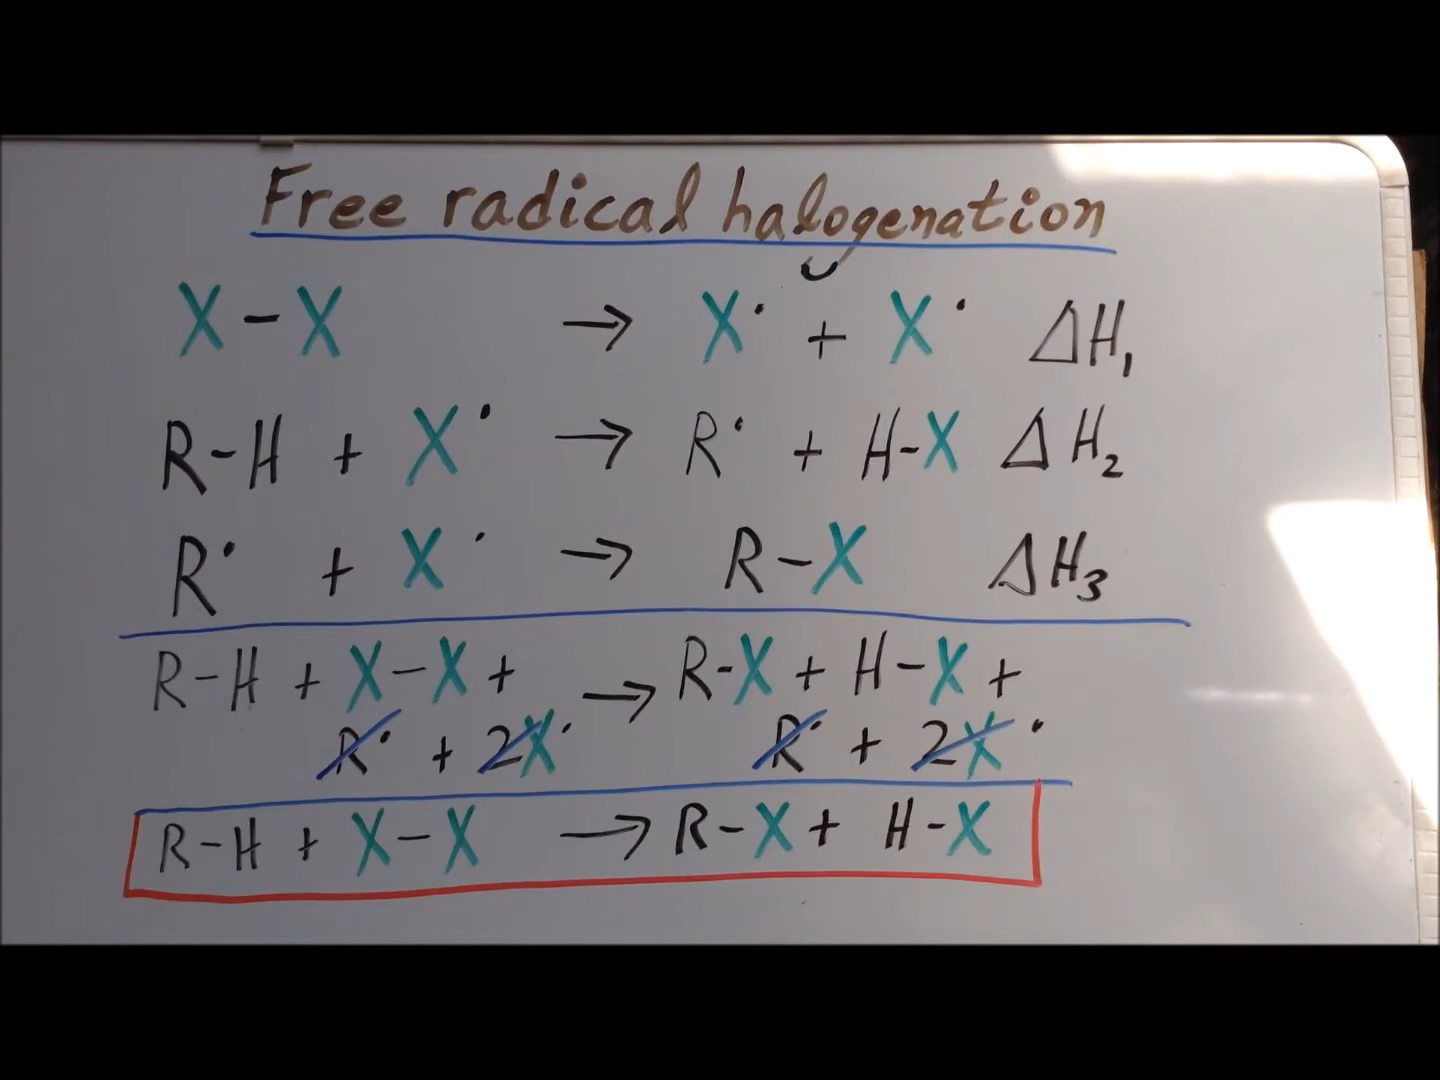 Free radical halogenation
X-X → X· + X· ΔH₁
R-H + X· → R· + H-X ΔH₂
R· + X· → R-X ΔH₃
R-H + X-X + → R-X + H-X +
R· + 2X· R· + 2X·
R-H + X-X → R-X + H-X